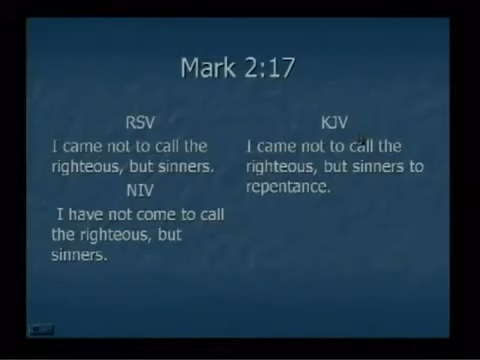 Mark 2:17
RSV
I came not to call the
righteous, but sinners.
NIV
I have not come to call
the righteous, but
sinners.
KJV
I came not to call the
righteous, but sinners to
repentance.